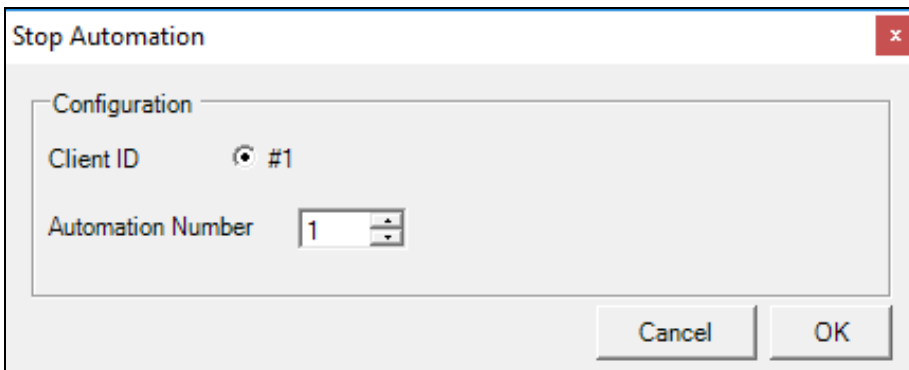 Stop Automation
x
Configuration
Client ID #1
Automation Number 1
Cancel OK